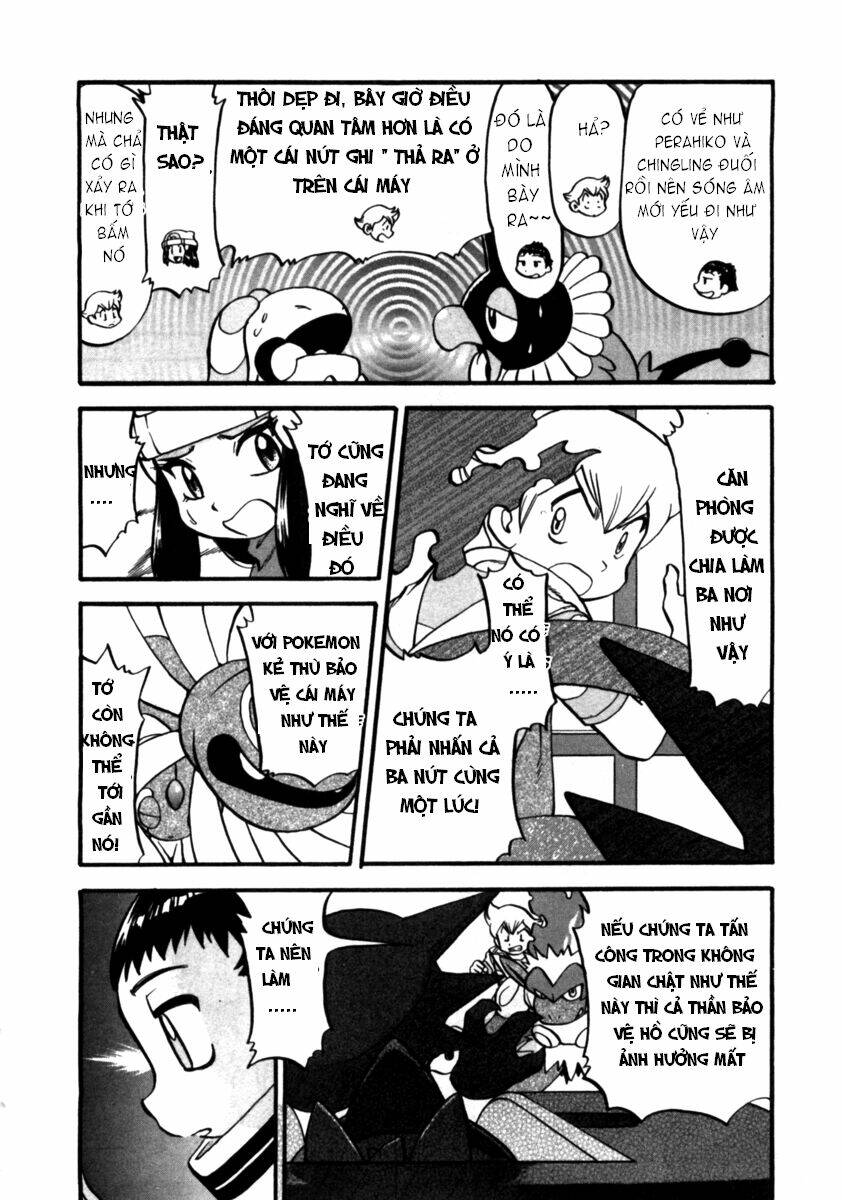 CÓ VẺ NHƯ
PERAHIKO VÀ
CHINGLING ĐUỐI
RỒI NÊN SÓNG ÂM
MỚI YẾU ĐI NHƯ
VẬY
HẢ?
ĐÓ LÀ
DO
MÌNH
BÀY
RA~~
THÔI DẸP ĐI, BÂY GIỜ ĐIỀU
ĐÁNG QUAN TÂM HƠN LÀ CÓ
MỘT CÁI NÚT GHI " THẢ RA" Ở
TRÊN CÁI MÁY
THẬT
SAO?
NHƯNG
MÀ CHẢ
CÓ GÌ
XẢY RA
KHI TỚ
BẤM
NÓ
CĂN
PHÒNG
ĐƯỢC
CHIA LÀM
BA NƠI
NHƯ
VẬY
CÓ
THỂ
NÓ CÓ
Ý LÀ
.....
CHÚNG TA
PHẢI NHẤN CẢ
BA NÚT CÙNG
MỘT LÚC!
TỚ CŨNG
ĐANG
NGHĨ VỀ
ĐIỀU
ĐÓ
NHƯNG
....
VỚI POKEMON
KẺ THÙ BẢO
VỆ CÁI MÁY
NHƯ THẾ
NÀY
TỚ
CÒN
KHÔNG
THỂ
TỚI
GẦN
NÓ!
NẾU CHÚNG TA TẤN
CÔNG TRONG KHÔNG
GIAN CHẬT NHƯ THẾ
NÀY THÌ CẢ THẦN BẢO
VỆ HỒ CŨNG SẼ BỊ
ẢNH HƯỞNG MẤT
CHÚNG
TA NÊN
LÀM
.....